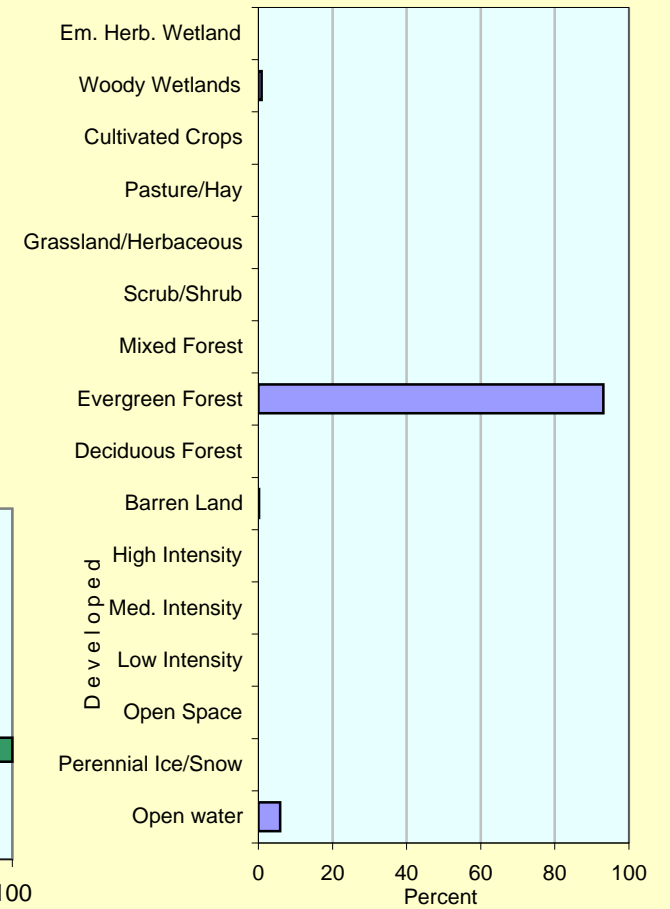 Em. Herb. Wetland
Woody Wetlands
Cultivated Crops
Pasture/Hay
Grassland/Herbaceous
Scrub/Shrub
Mixed Forest
Evergreen Forest
Deciduous Forest
Barren Land
High Intensity
Med. Intensity
Low Intensity
Open Space
Developed
Perennial Ice/Snow
Open water
0 20 40 60 80 100
Percent
100